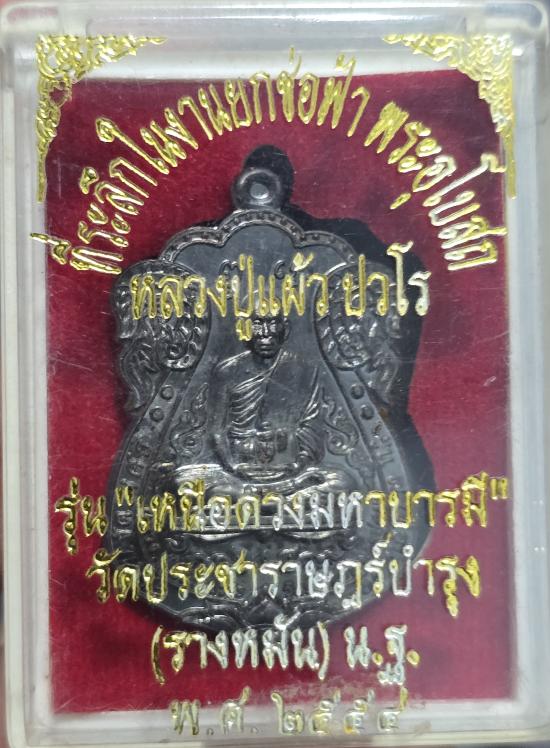 ที่ระลึกในงานยกช่อฟ้า พระอุโบสถ
หลวงปู่แผ้ว ปวโร
รุ่น "เหนือดวงมหาบารมี"
วัดประชาราษฎร์บำรุง
(รางหมัน) น.ฐ.
พ.ศ. ๒๕๕๔